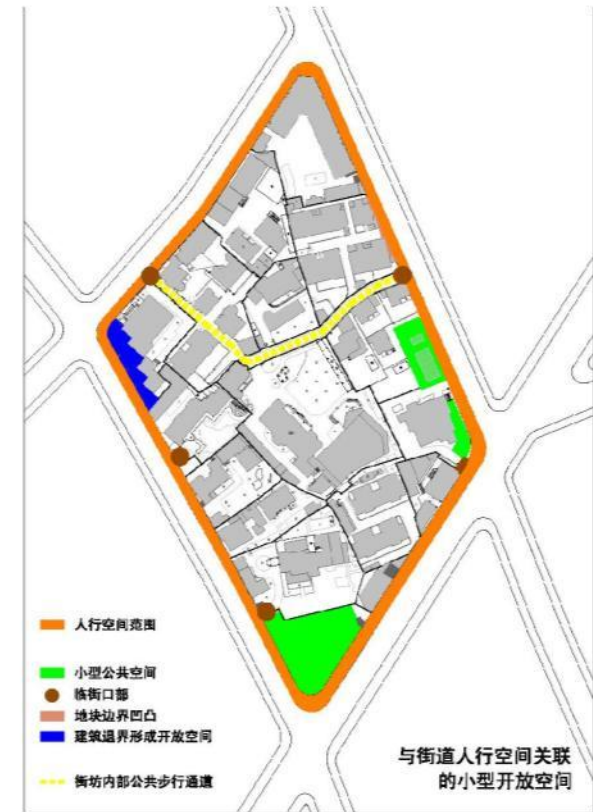 人行空间范围
小型公共空间
临街口部
地块边界凹凸
建筑退界形成开放空间
街坊内部公共步行通道
与街道人行空间关联
的小型开放空间